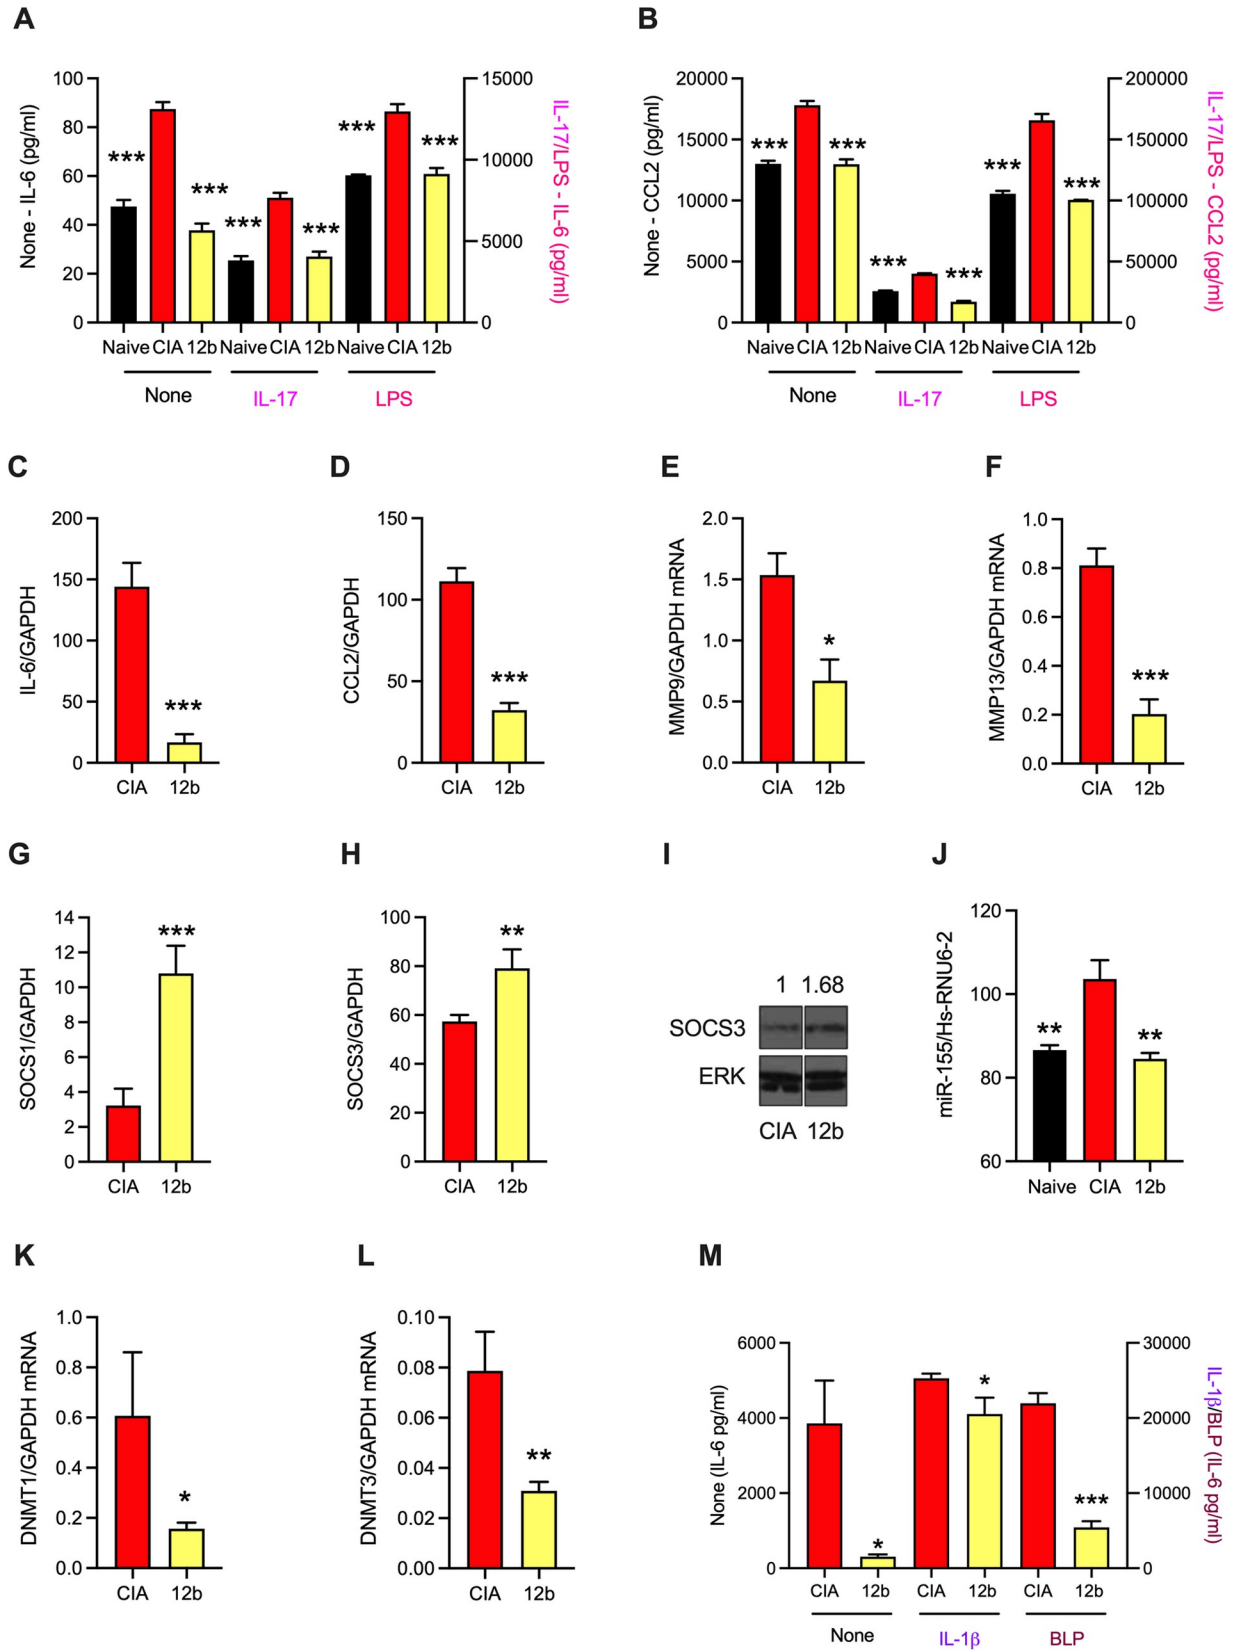 A
None - IL-6 (pg/ml)
100
80
60
40
20
0
*** *** *** *** *** ***
15000
10000
5000
0
IL-17/LPS - IL-6 (pg/ml)
Naive CIA 12b Naive CIA 12b Naive CIA 12b
None IL-17 LPS
B
None - CCL2 (pg/ml)
20000
15000
10000
5000
0
*** *** *** *** *** ***
200000
150000
100000
50000
0
IL-17/LPS - CCL2 (pg/ml)
Naive CIA 12b Naive CIA 12b Naive CIA 12b
None IL-17 LPS
C
IL-6/GAPDH
200
150
100
50
0
***
CIA 12b
D
CCL2/GAPDH
150
100
50
0
***
CIA 12b
E
MMP9/GAPDH mRNA
2.0
1.5
1.0
0.5
0.0
*
CIA 12b
F
MMP13/GAPDH mRNA
1.0
0.8
0.6
0.4
0.2
0.0
***
CIA 12b
G
SOCS1/GAPDH
14
12
10
8
6
4
2
0
***
CIA 12b
H
SOCS3/GAPDH
100
80
60
40
20
0
**
CIA 12b
I
1 1.68
SOCS3
ERK
CIA 12b
J
miR-155/Hs-RNU6-2
120
100
80
60
** **
Naive CIA 12b
K
DNMT1/GAPDH mRNA
1.0
0.8
0.6
0.4
0.2
0.0
*
CIA 12b
L
DNMT3/GAPDH mRNA
0.10
0.08
0.06
0.04
0.02
0.00
**
CIA 12b
M
None (IL-6 pg/ml)
6000
4000
2000
0
* * ***
30000
20000
10000
0
IL-1β/BLP (IL-6 pg/ml)
CIA 12b CIA 12b CIA 12b
None IL-1β BLP